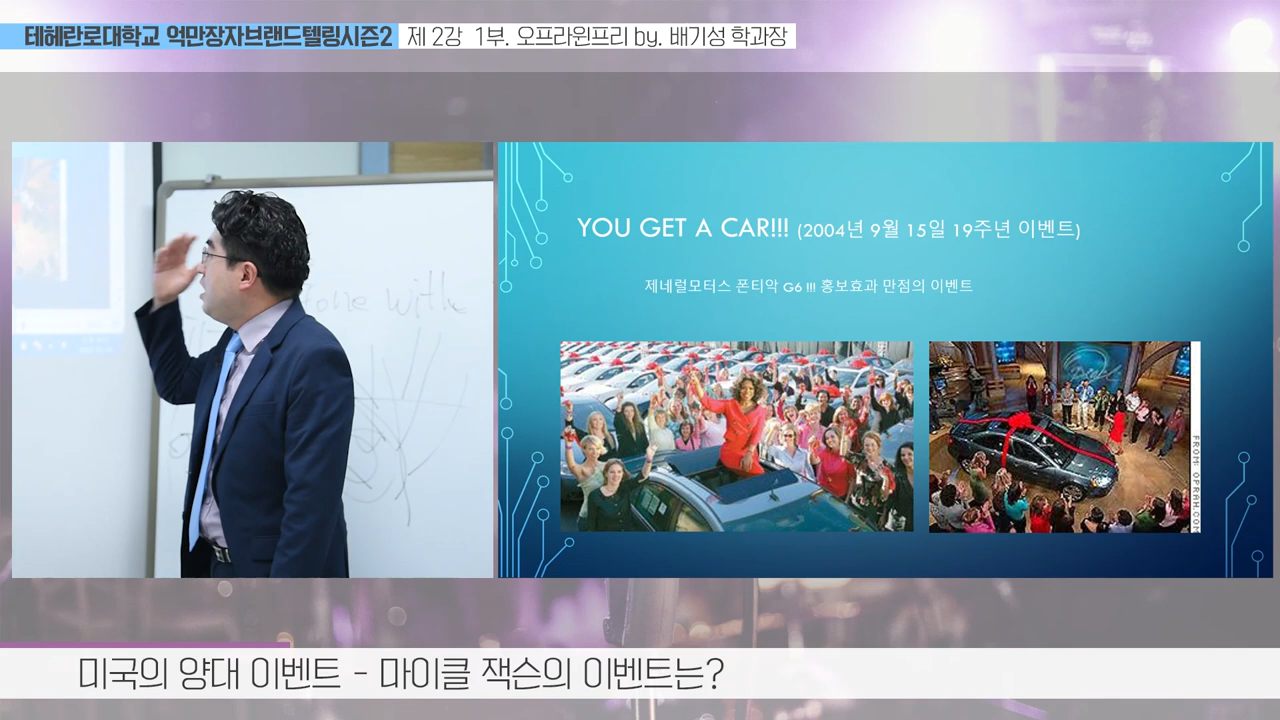 테헤란로대학교 억만장자브랜드텔링시즌2 제 2강 1부. 오프라윈프리 by. 배기성 학과장
YOU GET A CAR!!! (2004년 9월 15일 19주년 이벤트)
제네럴모터스 폰티악 G6 !!! 홍보효과 만점의 이벤트
one with
FROM: OPRAH.COM
미국의 양대 이벤트 - 마이클 잭슨의 이벤트는?